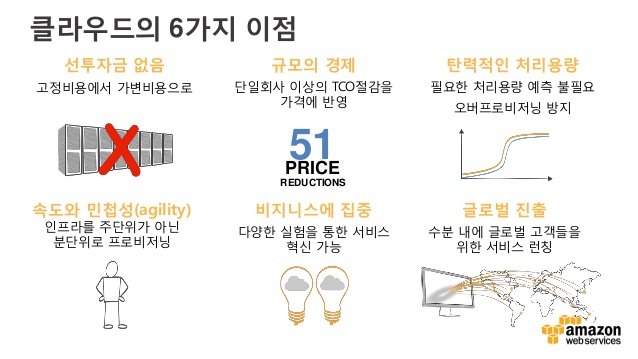 클라우드의 6가지 이점
선투자금 없음
고정비용에서 가변비용으로
규모의 경제
단일회사 이상의 TCO절감을
가격에 반영
51
PRICE
REDUCTIONS
탄력적인 처리용량
필요한 처리용량 예측 불필요
오버프로비저닝 방지
속도와 민첩성(agility)
인프라를 주단위가 아닌
분단위로 프로비저닝
비지니스에 집중
다양한 실험을 통한 서비스
혁신 가능
글로벌 진출
수분 내에 글로벌 고객들을
위한 서비스 런칭
amazon
web services